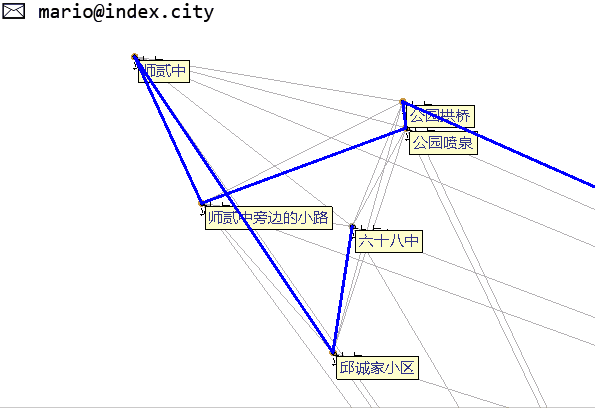 mario@index.city
师贰中
公园拱桥
公园喷泉
师贰中旁边的小路
六十八中
邱诚家小区